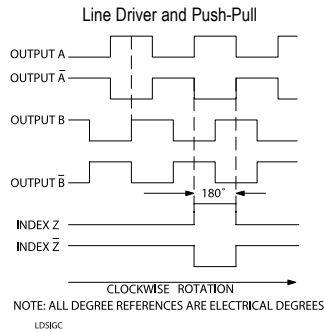 Line Driver and Push-Pull
OUTPUT A
OUTPUT A̅
OUTPUT B
OUTPUT B̅
180°
INDEX Z
INDEX Z̅
CLOCKWISE ROTATION
NOTE: ALL DEGREE REFERENCES ARE ELECTRICAL DEGREES
LDSIGC